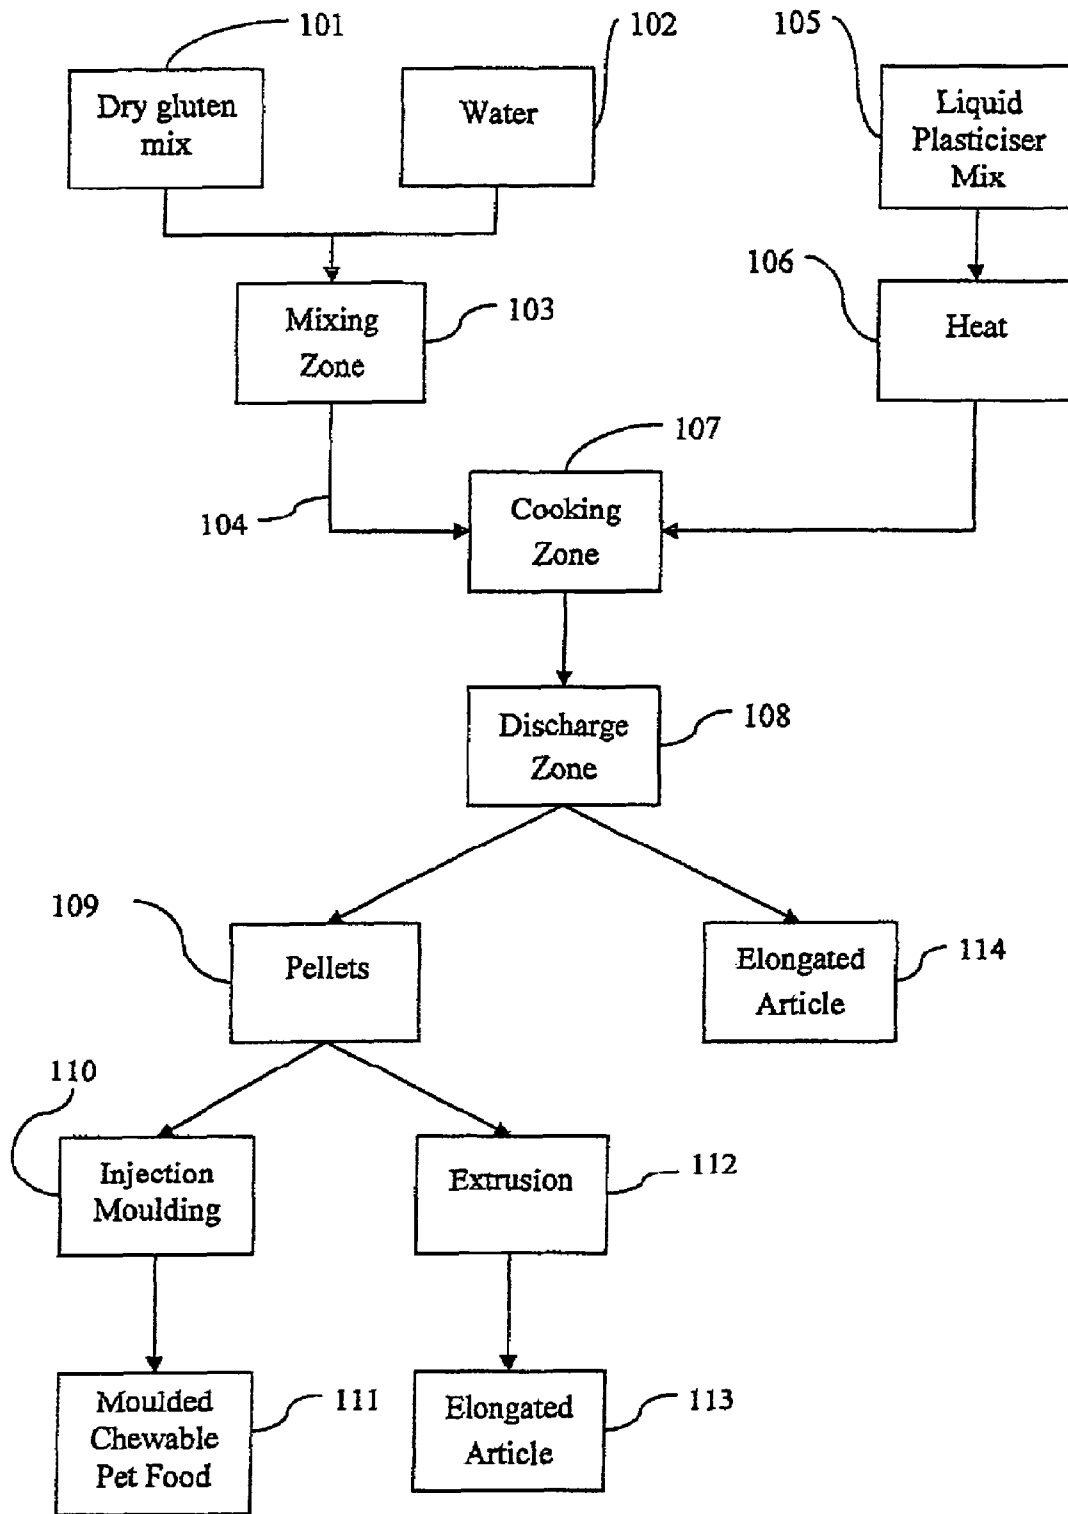 101
102
105
Dry gluten
mix
Water
Liquid
Plasticiser
Mix
103
Mixing
Zone
106
Heat
104
107
Cooking
Zone
108
Discharge
Zone
109
Pellets
114
Elongated
Article
110
Injection
Moulding
112
Extrusion
111
Moulded
Chewable
Pet Food
113
Elongated
Article